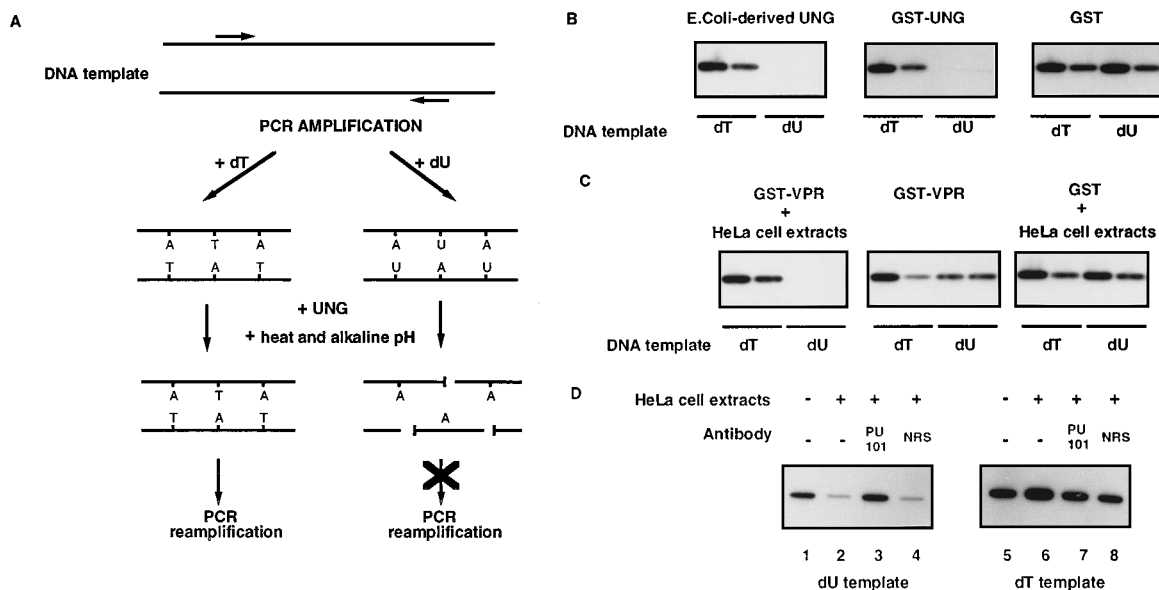 A
DNA template
PCR AMPLIFICATION
+ dT
+ dU
A T A
T A T
A U A
U A U
+ UNG
+ heat and alkaline pH
A T A
T A T
A A
A
PCR
reamplification
PCR
reamplification
B
E.Coli-derived UNG
GST-UNG
GST
DNA template
dT
dU
dT
dU
dT
dU
C
GST-VPR
+
HeLa cell extracts
GST-VPR
GST
+
HeLa cell extracts
DNA template
dT
dU
dT
dU
dT
dU
D
HeLa cell extracts - + + + - + + +
Antibody - - PU 101 NRS - - PU 101 NRS
1 2 3 4 5 6 7 8
dU template
dT template